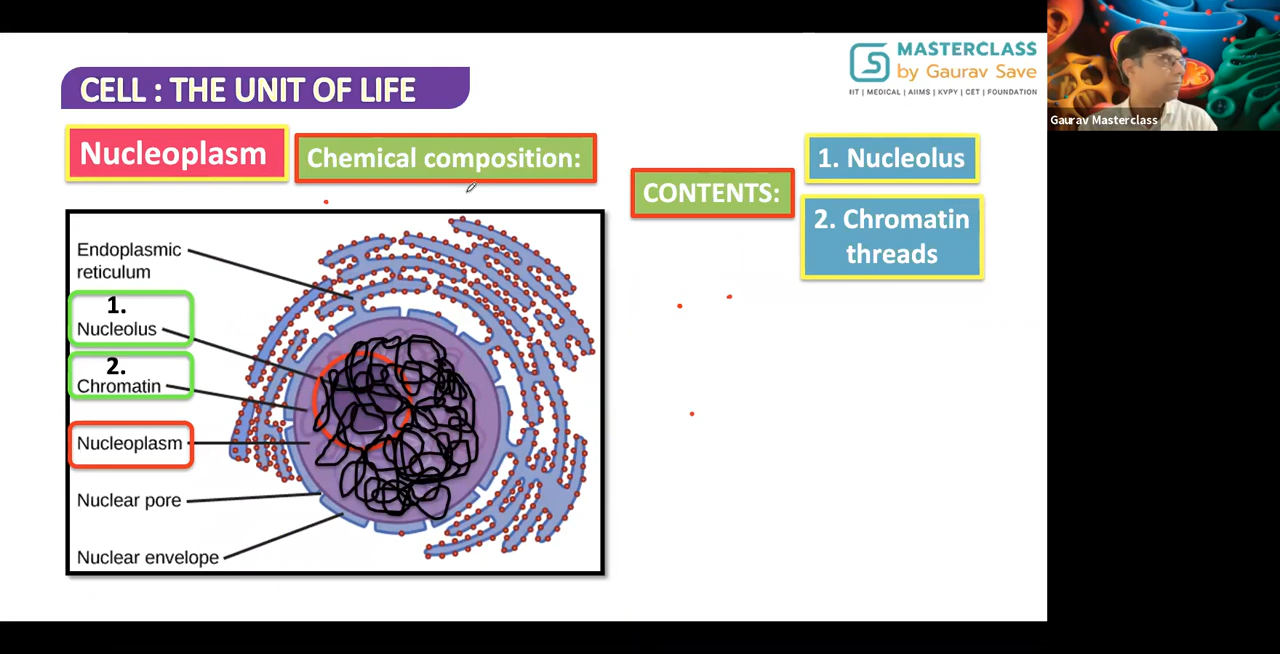 MASTERCLASS
by Gaurav Save
IIT | MEDICAL | AIIMS | KVPY | CET | FOUNDATION
Gaurav Masterclass
CELL : THE UNIT OF LIFE
Nucleoplasm
Chemical composition:
CONTENTS:
1. Nucleolus
2. Chromatin
threads
Endoplasmic
reticulum
1.
Nucleolus
2.
Chromatin
Nucleoplasm
Nuclear pore
Nuclear envelope